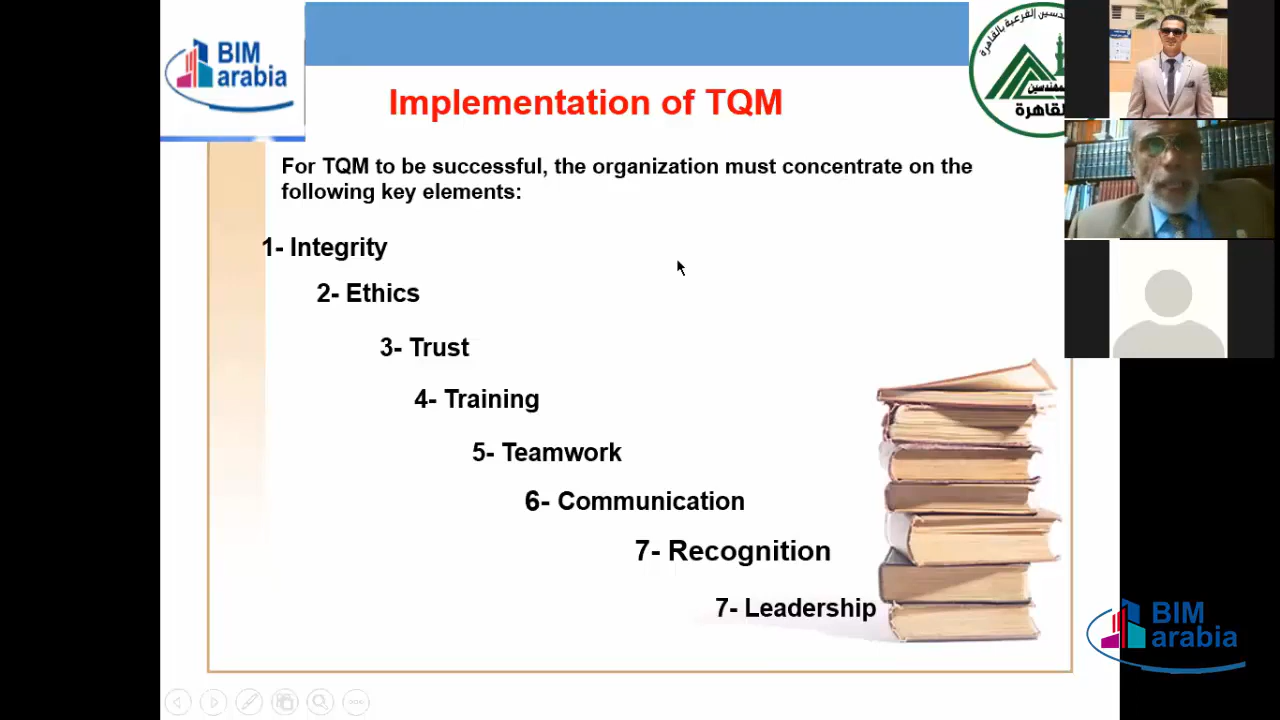 BIM
arabia
Implementation of TQM
القاهرة
For TQM to be successful, the organization must concentrate on the
following key elements:
1- Integrity
2- Ethics
3- Trust
4- Training
5- Teamwork
6- Communication
7- Recognition
7- Leadership
BIM
arabia